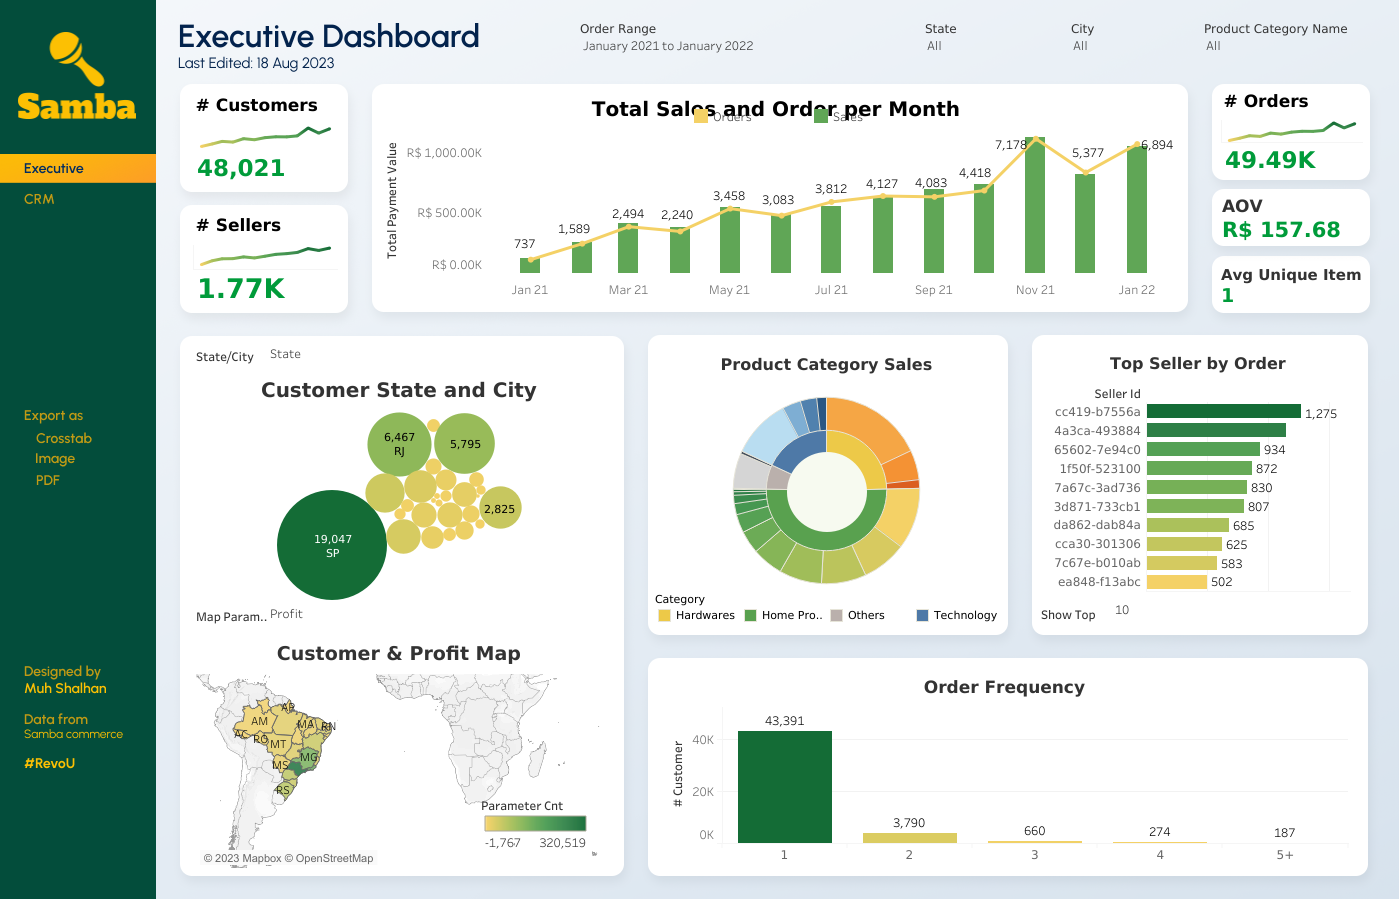 Samba
Executive
CRM
Export as
Crosstab
Image
PDF
Designed by
Muh Shalhan
Data from
Samba commerce
#RevoU
Executive Dashboard
Last Edited: 18 Aug 2023
Order Range
January 2021 to January 2022
State
All
City
All
Product Category Name
All
# Customers
48,021
# Sellers
1.77K
Total Sales and Order per Month
Orders
Sales
Total Payment Value
R$ 1,000.00K
R$ 500.00K
R$ 0.00K
737
1,589
2,494
2,240
3,458
3,083
3,812
4,127
4,083
4,418
7,178
5,377
6,894
Jan 21
Mar 21
May 21
Jul 21
Sep 21
Nov 21
Jan 22
# Orders
49.49K
AOV
R$ 157.68
Avg Unique Item
1
State/City
State
Customer State and City
6,467
RJ
5,795
2,825
19,047
SP
Map Param..
Profit
Customer & Profit Map
AP
AM
MA
RN
AC
RO
MT
MG
MS
RS
Parameter Cnt
-1,767
320,519
© 2023 Mapbox © OpenStreetMap
Product Category Sales
Category
Hardwares
Home Pro..
Others
Technology
Top Seller by Order
Seller Id
cc419-b7556a 1,275
4a3ca-493884
65602-7e94c0 934
1f50f-523100 872
7a67c-3ad736 830
3d871-733cb1 807
da862-dab84a 685
cca30-301306 625
7c67e-b010ab 583
ea848-f13abc 502
Show Top
10
Order Frequency
# Customer
40K
20K
0K
43,391
3,790
660
274
187
1
2
3
4
5+